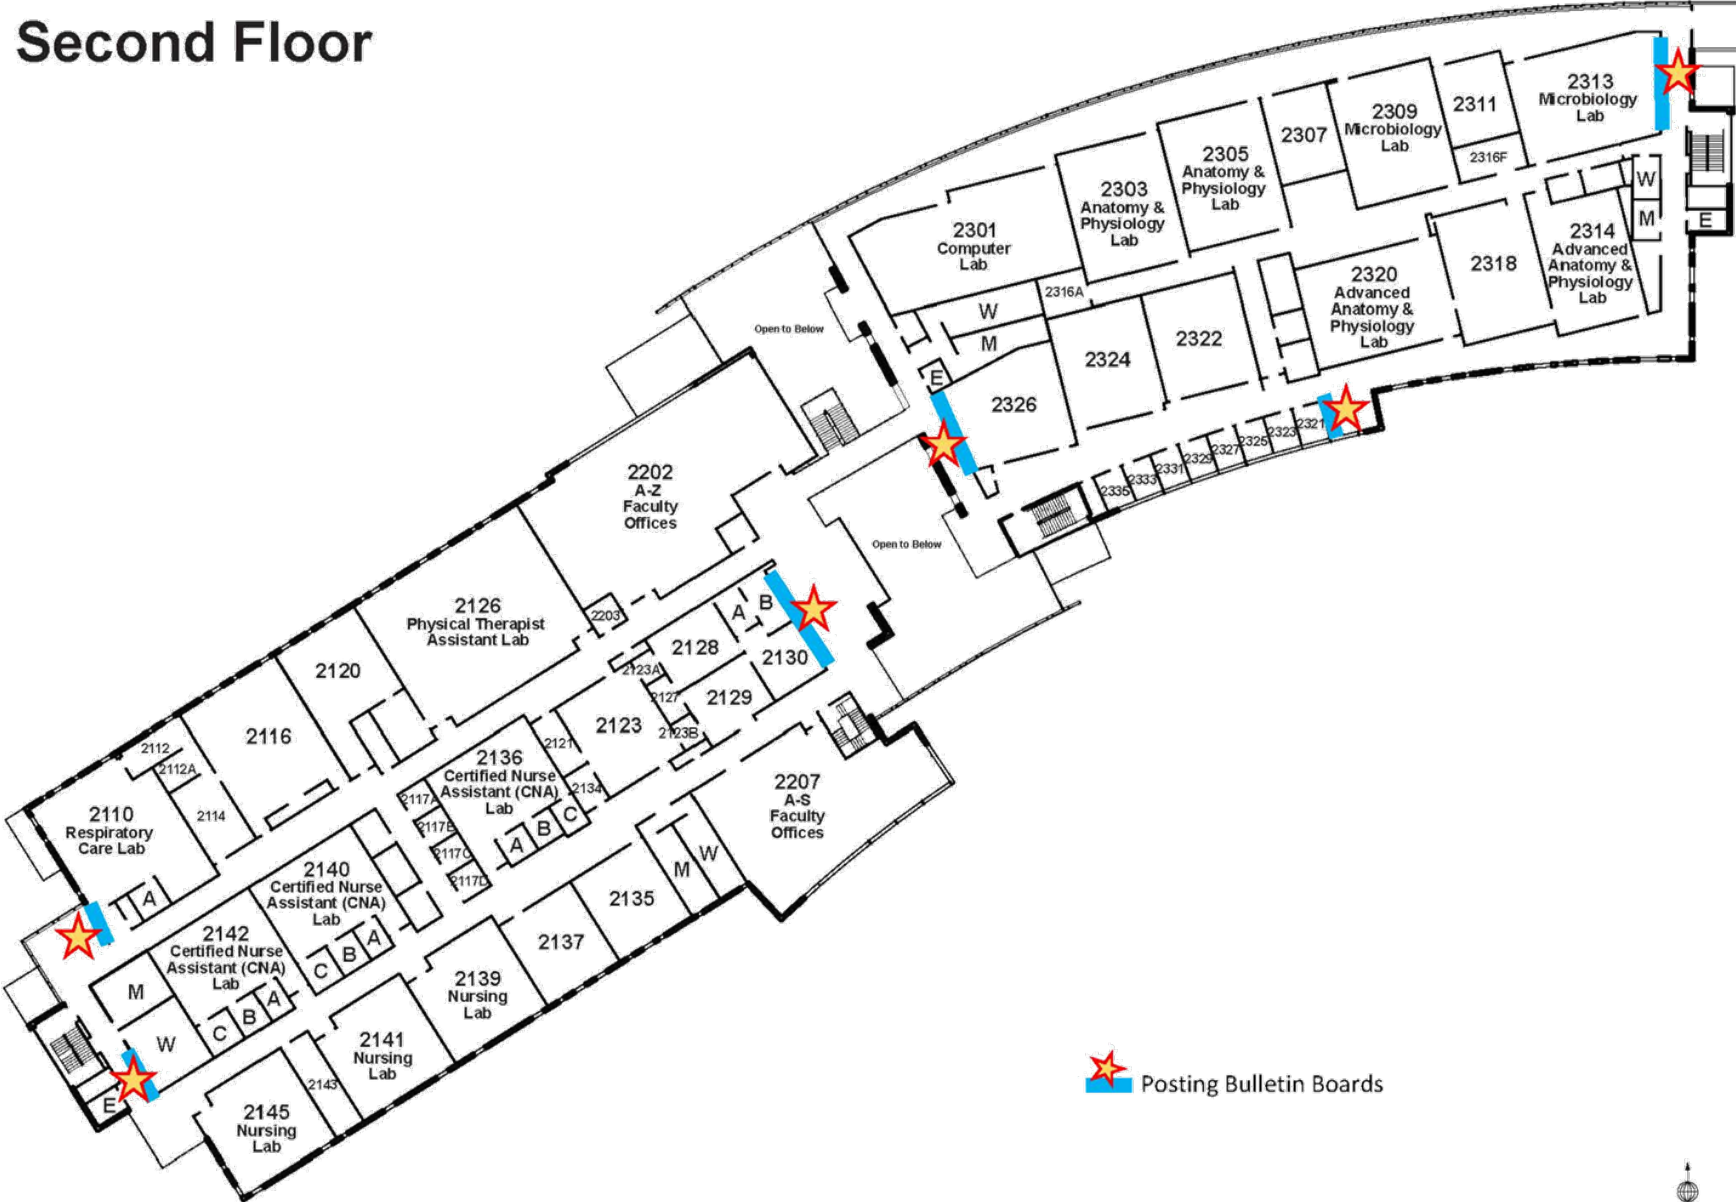 Second Floor
2313
Microbiology
Lab
2311
2309
Microbiology
Lab
2307
2316F
2305
Anatomy &
Physiology
Lab
2303
Anatomy &
Physiology
Lab
2301
Computer
Lab
W
M
E
2314
Advanced
Anatomy &
Physiology
Lab
2318
2320
Advanced
Anatomy &
Physiology
Lab
2316A
W
M
E
2322
2324
2326
2321
2323
2325
2327
2329
2331
2333
2335
Open to Below
Open to Below
2202
A-Z
Faculty
Offices
2203
2126
Physical Therapist
Assistant Lab
A
B
2128
2130
2123A
2127
2129
2123B
2123
2120
2116
2112
2112A
2114
2110
Respiratory
Care Lab
A
2121
2134
2136
Certified Nurse
Assistant (CNA)
Lab
A
B
C
2117A
2117B
2117C
2117D
2207
A-S
Faculty
Offices
M
W
2135
2137
2140
Certified Nurse
Assistant (CNA)
Lab
C
B
A
2142
Certified Nurse
Assistant (CNA)
Lab
C
B
A
M
W
E
2139
Nursing
Lab
2141
Nursing
Lab
2143
2145
Nursing
Lab
Posting Bulletin Boards